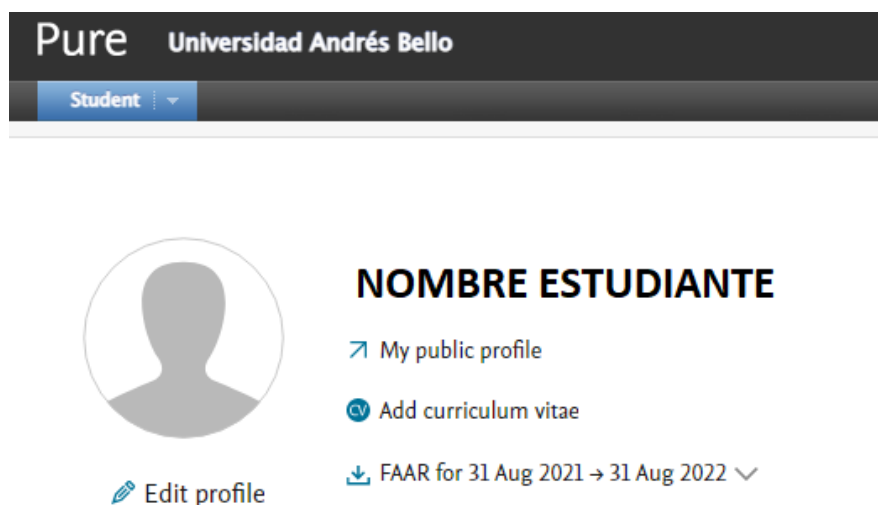 Pure Universidad Andrés Bello
Student
NOMBRE ESTUDIANTE
My public profile
CV Add curriculum vitae
FAAR for 31 Aug 2021 → 31 Aug 2022
Edit profile